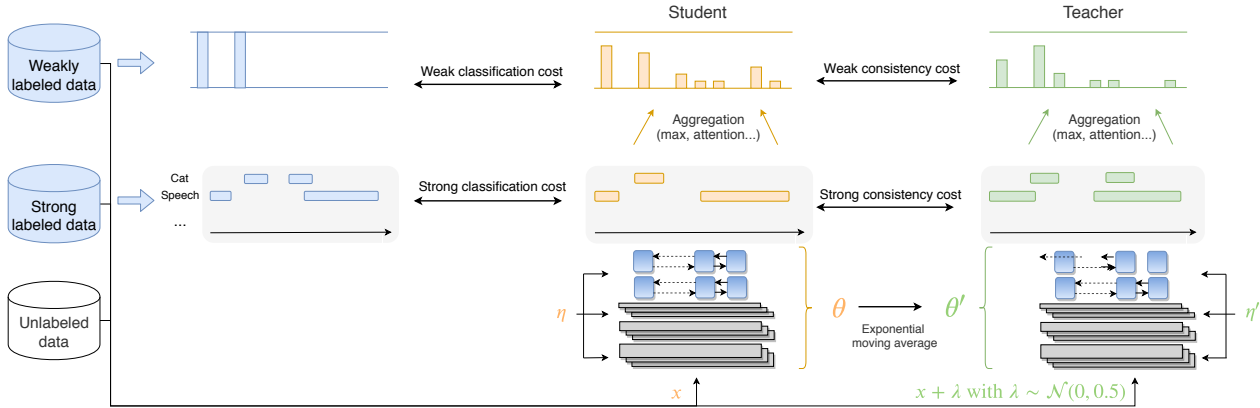 Student
Teacher
Weakly
labeled data
Weak classification cost
Weak consistency cost
Aggregation
(max, attention...)
Aggregation
(max, attention...)
Cat
Speech
...
Strong
labeled data
Strong classification cost
Strong consistency cost
Unlabeled
data
η
θ
Exponential
moving average
θ′
η′
x
x + λ with λ ∼ 𝒩(0, 0.5)